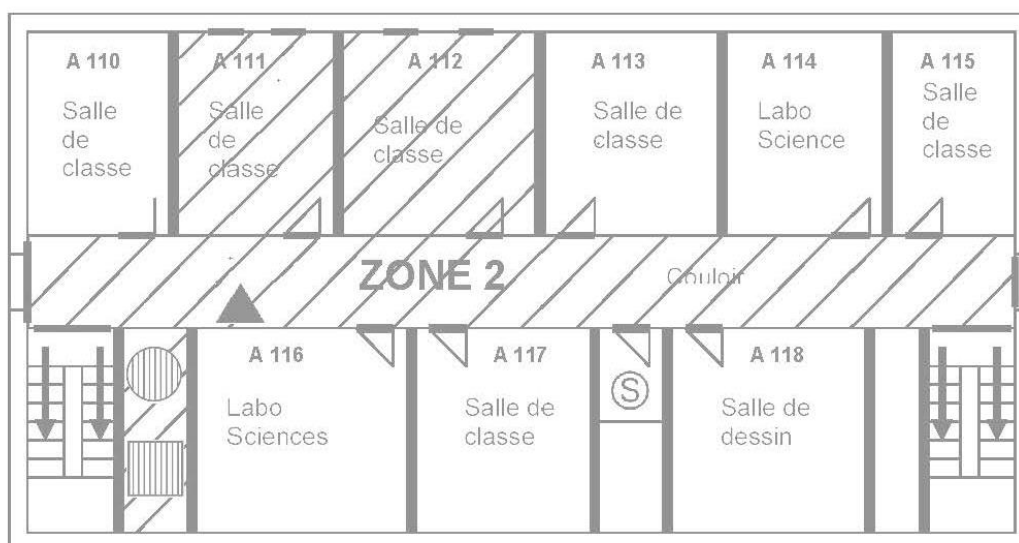 A 110
Salle
de
classe
A 111
Salle
de
classe
A 112
Salle de
classe
A 113
Salle de
classe
A 114
Labo
Science
A 115
Salle
de
classe
ZONE 2
Couloir
A 116
Labo
Sciences
A 117
Salle de
classe
S
A 118
Salle de
dessin